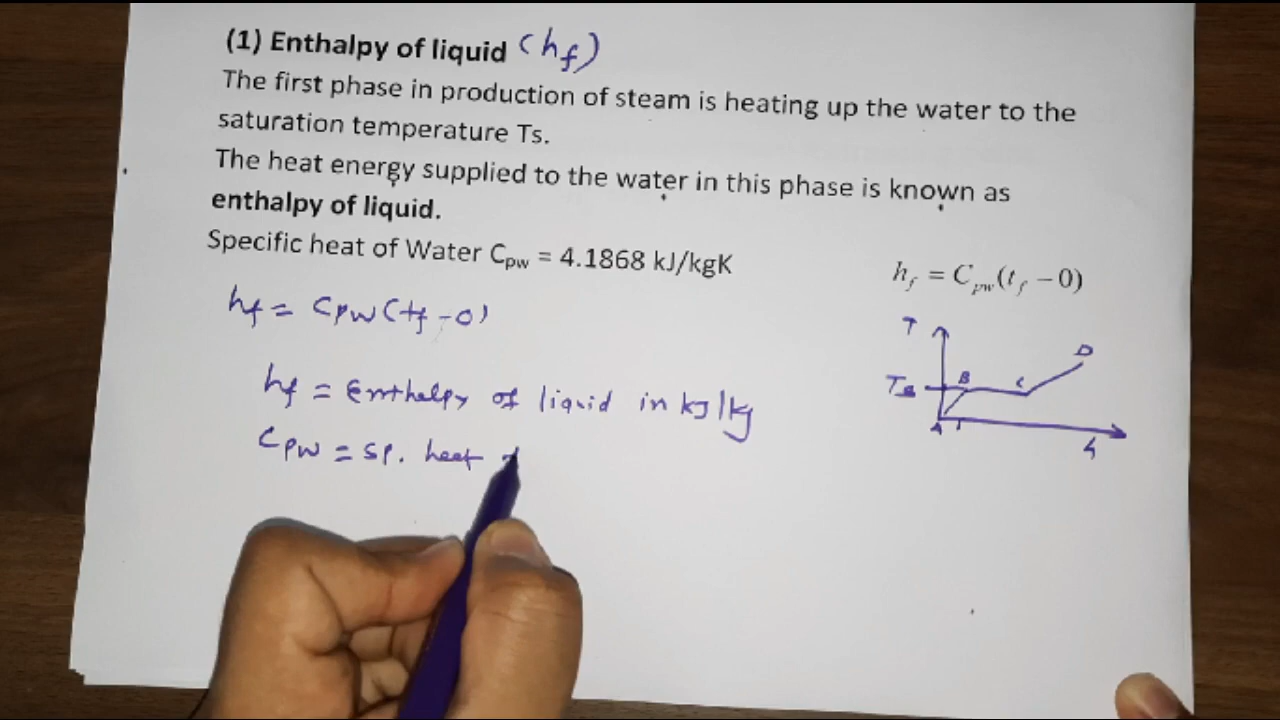 (1) Enthalpy of liquid (hf)
The first phase in production of steam is heating up the water to the
saturation temperature Ts.
The heat energy supplied to the water in this phase is known as
enthalpy of liquid.
Specific heat of Water Cpw = 4.1868 kJ/kgK
hf = Cpw(tf – 0)
hf = Cpw(tf – 0)
T
D
Ts
B
C
A
hf = Enthalpy of liquid in kJ/kg
Cpw = sp. heat